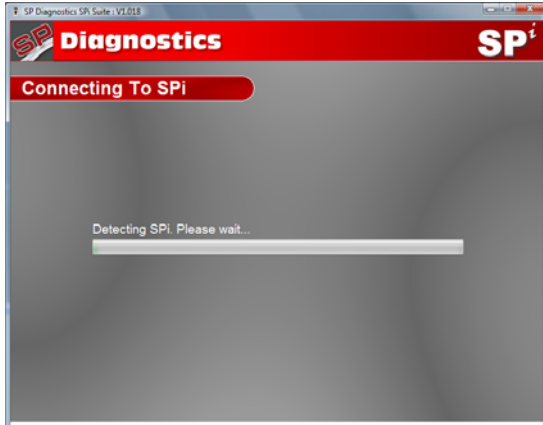 SP Diagnostics SPi Suite : V1.018
SP Diagnostics
SPi
Connecting To SPi
Detecting SPi. Please wait...